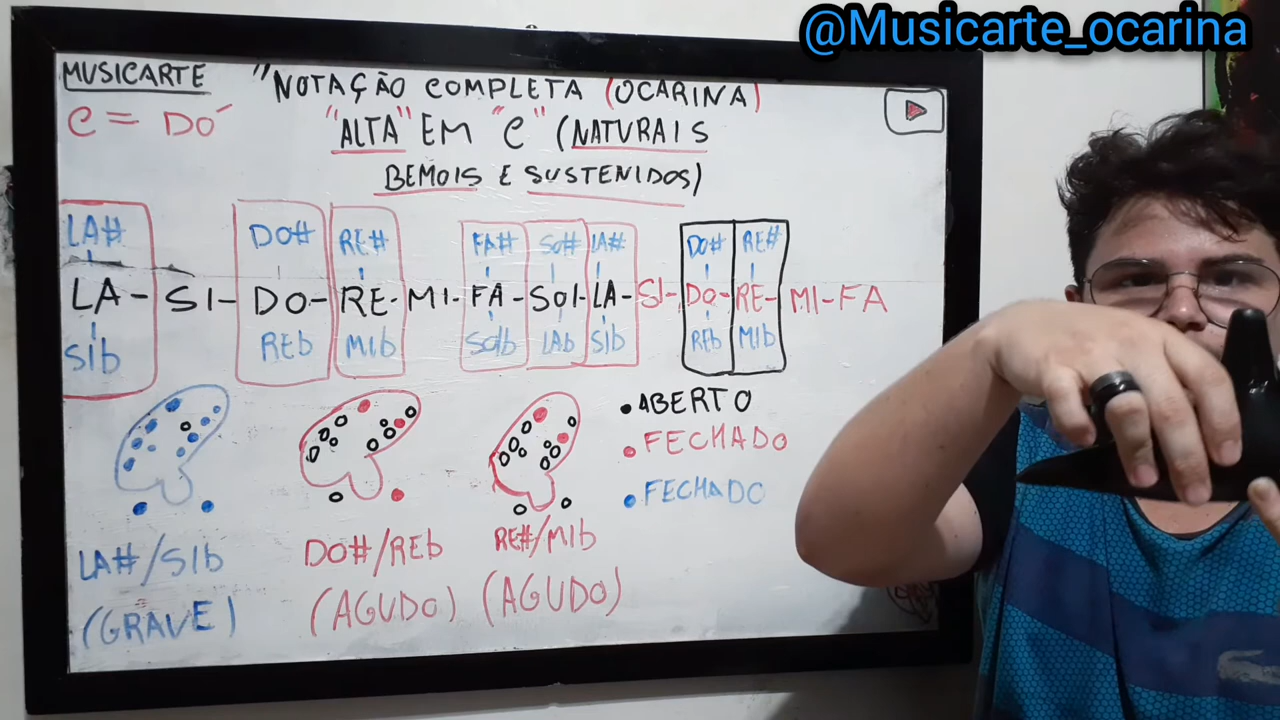 @Musicarte_ocarina
MUSICARTE
C = DÓ
"NOTAÇÃO COMPLETA (OCARINA)
"ALTA" EM "C" (NATURAIS
BEMOIS E SUSTENIDOS)
LA# DO# RE# FA# SO# LA# DO# RE#
LA - SI - DO - RE - MI - FA - SOL - LA - SI - DO - RE - MI - FA
SIb REb MIb SOLb LAb SIb REb MIb
• ABERTO
• FECHADO
• FECHADO
LA#/SIb DO#/REb RE#/MIb
(GRAVE) (AGUDO) (AGUDO)